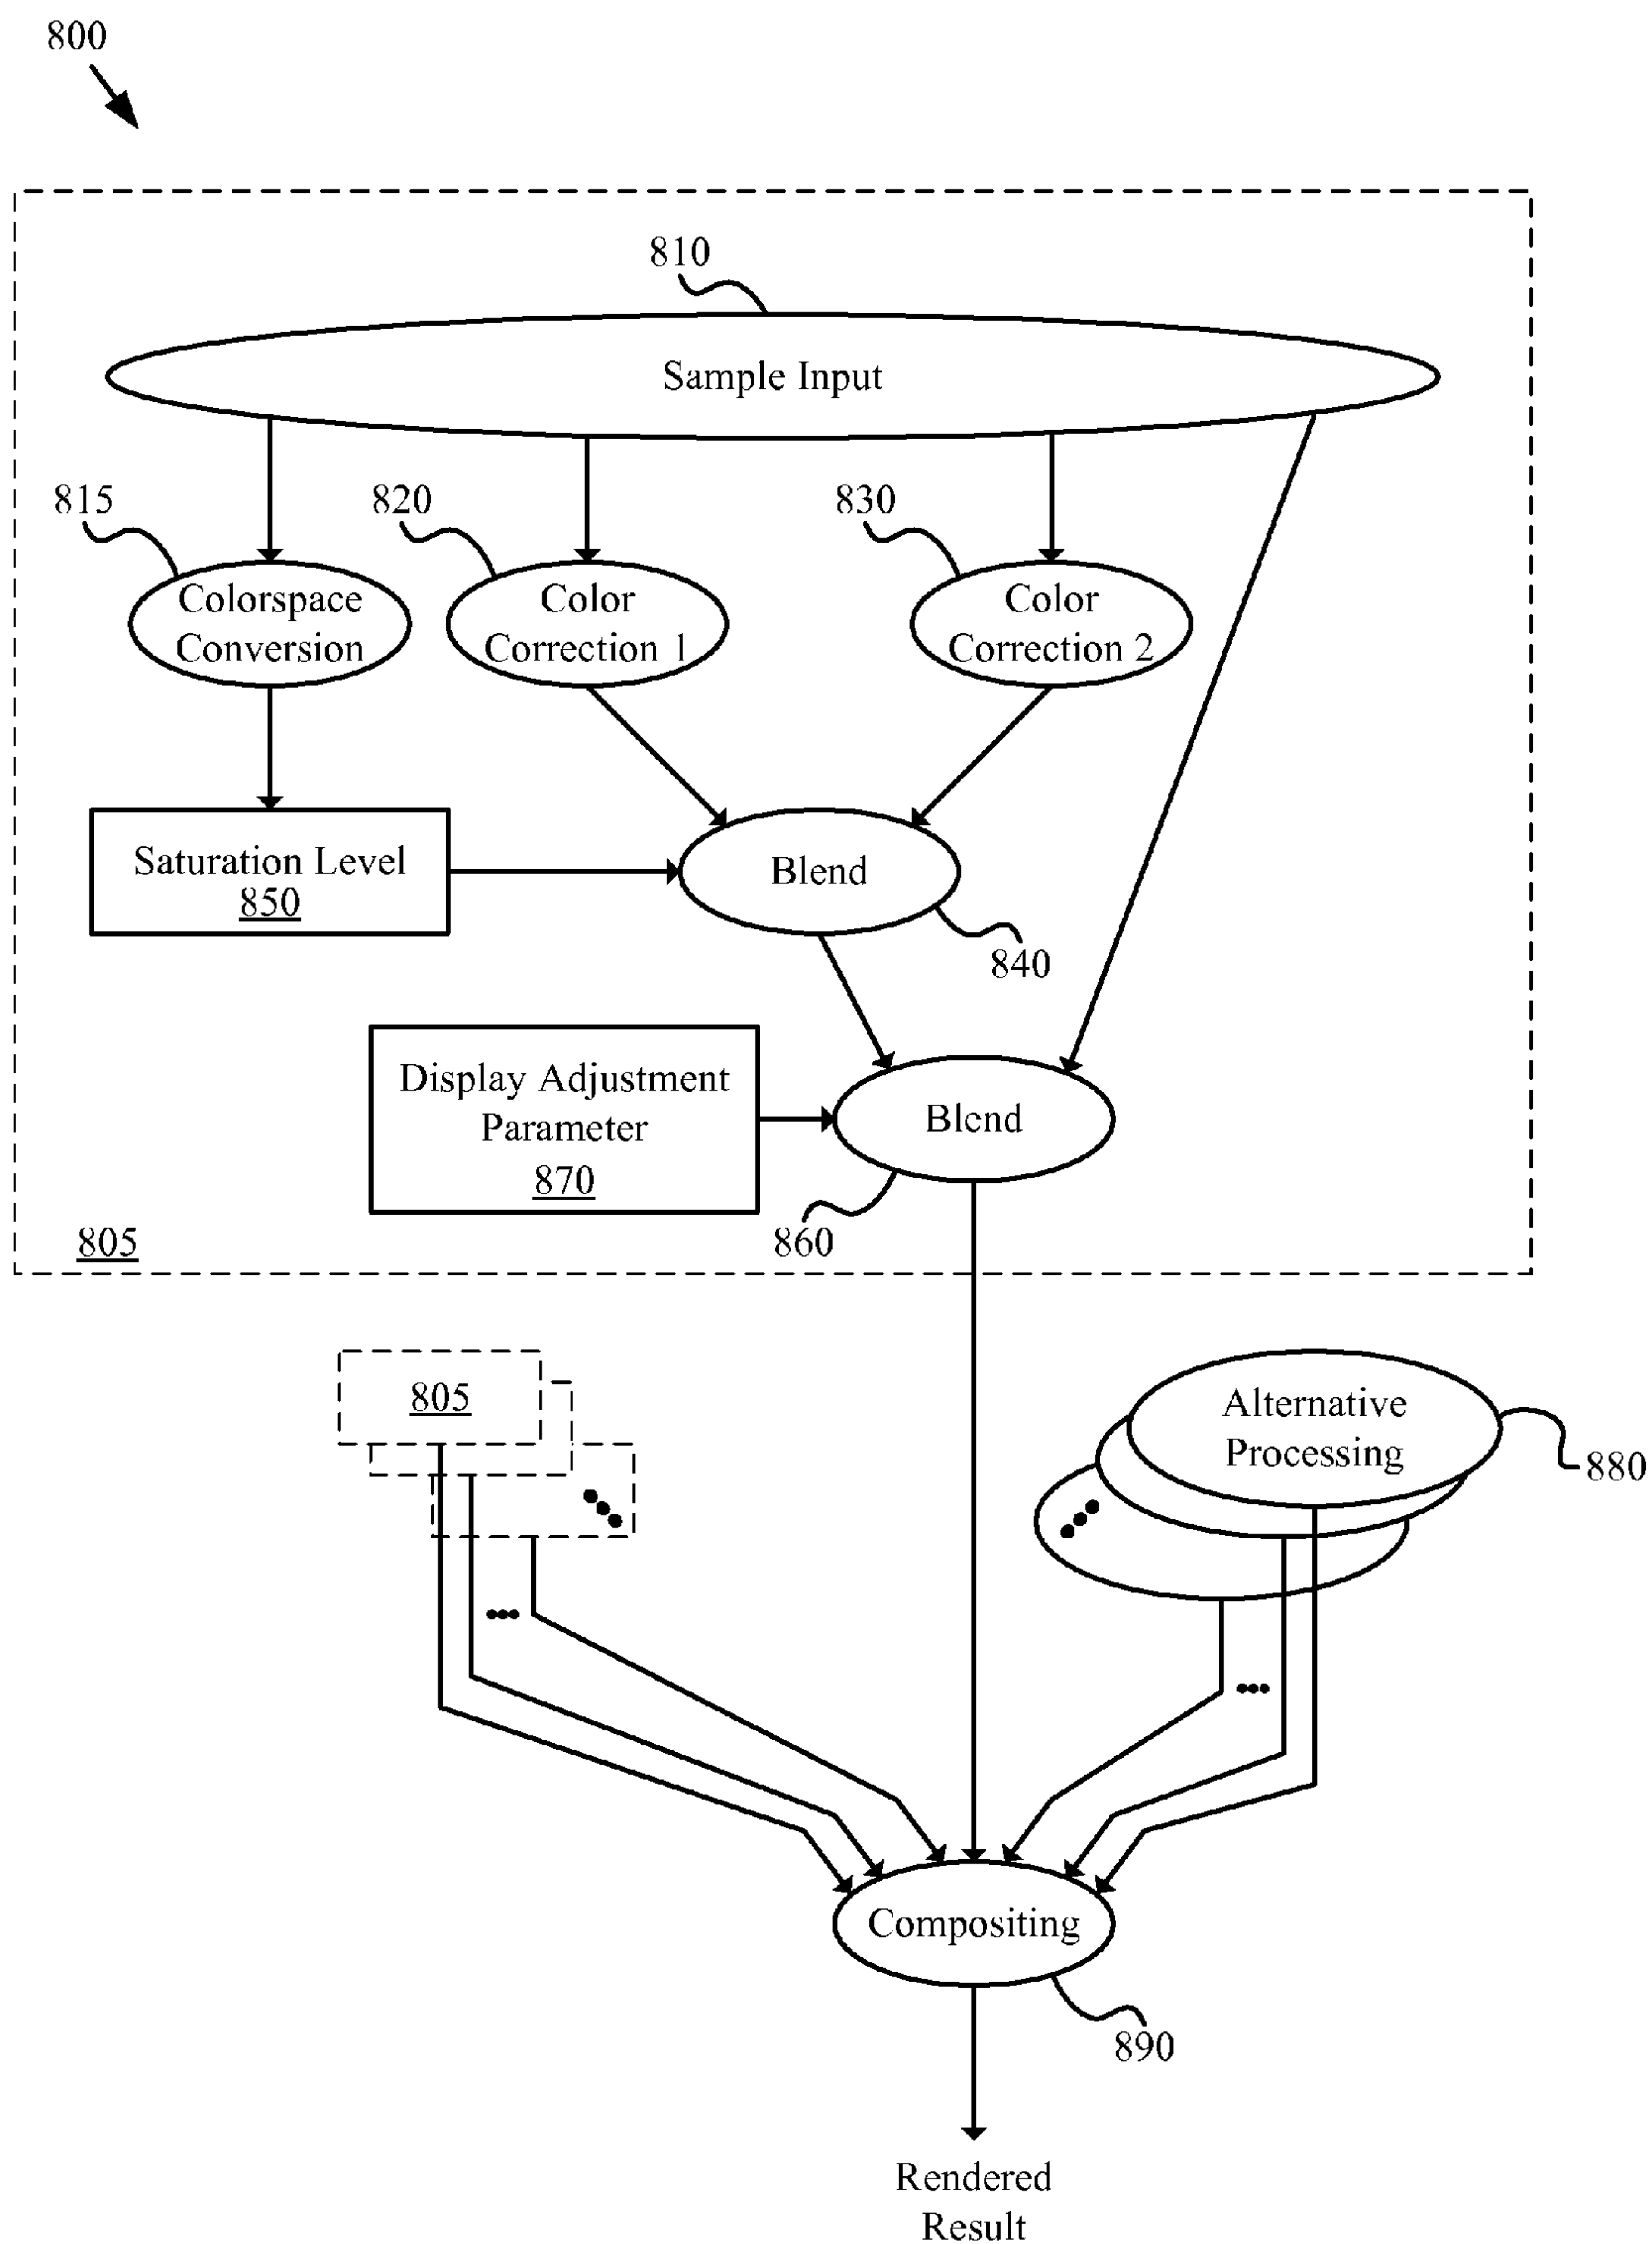 800
810
Sample Input
815
820
830
Colorspace
Conversion
Color
Correction 1
Color
Correction 2
Saturation Level
850
Blend
840
Display Adjustment
Parameter
870
Blend
860
805
805
Alternative
Processing
880
Compositing
890
Rendered
Result